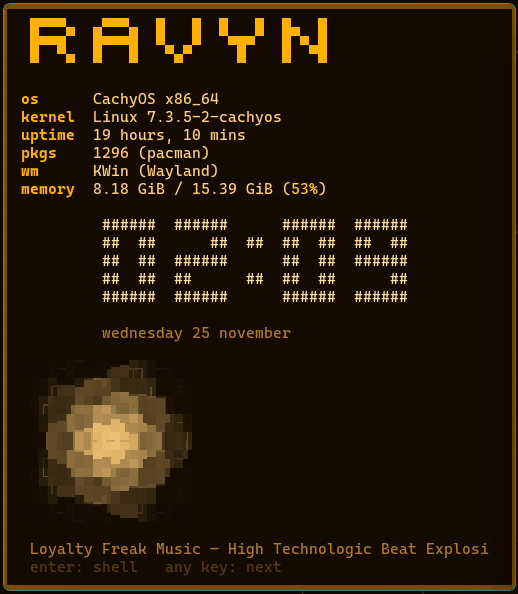 RAVYN
os CachyOS x86_64
kernel Linux 7.3.5-2-cachyos
uptime 19 hours, 10 mins
pkgs 1296 (pacman)
wm KWin (Wayland)
memory 8.18 GiB / 15.39 GiB (53%)
02:09
wednesday 25 november
Loyalty Freak Music — High Technologic Beat Explosi
enter: shell any key: next